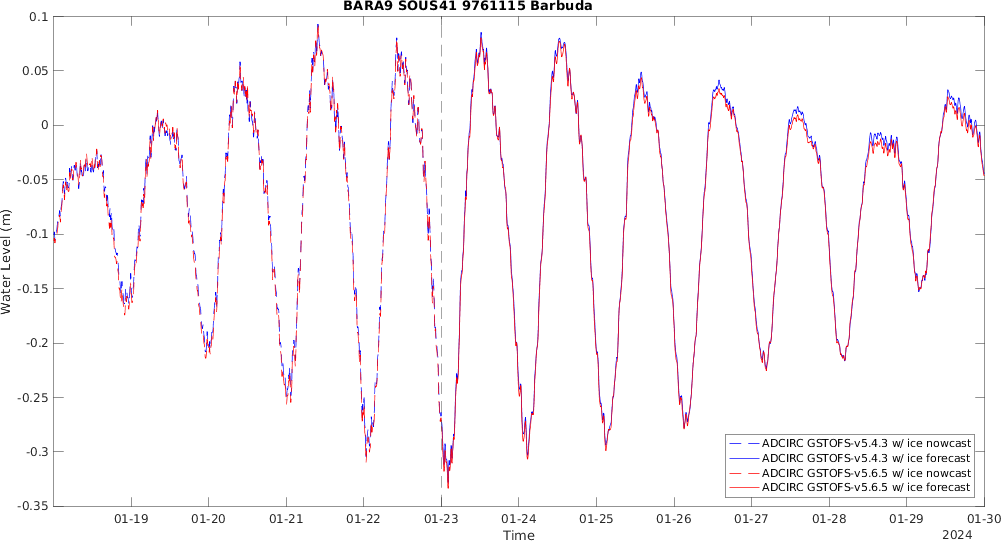 BARA9 SOUS41 9761115 Barbuda
Water Level (m)
0.1
0.05
0
-0.05
-0.1
-0.15
-0.2
-0.25
-0.3
-0.35
ADCIRC GSTOFS-v5.4.3 w/ ice nowcast
ADCIRC GSTOFS-v5.4.3 w/ ice forecast
ADCIRC GSTOFS-v5.6.5 w/ ice nowcast
ADCIRC GSTOFS-v5.6.5 w/ ice forecast
01-19 01-20 01-21 01-22 01-23 01-24 01-25 01-26 01-27 01-28 01-29 01-30
Time
2024